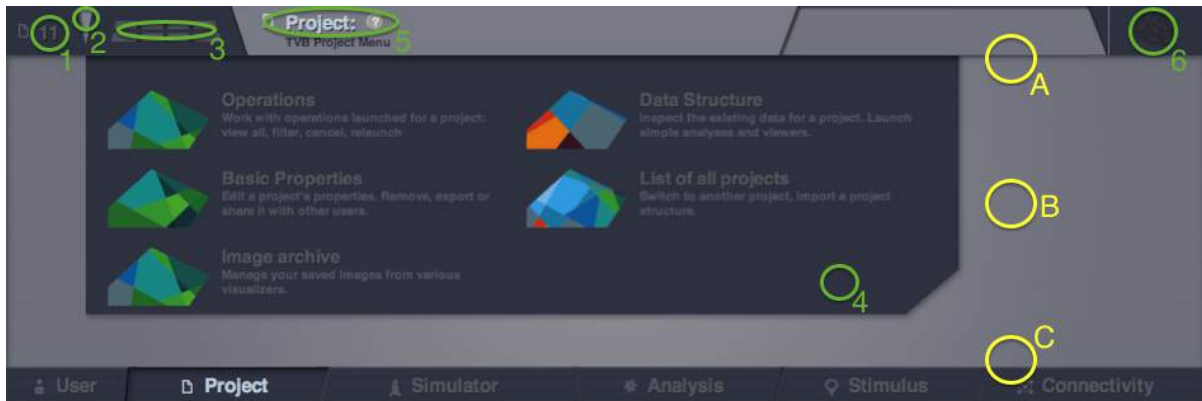 11
1
2
3
Project: ?
TVB Project Menu
5
6
A
Operations
Work with operations launched for a project:
view all, filter, cancel, relaunch
Data Structure
Inspect the existing data for a project. Launch
simple analyses and viewers.
Basic Properties
Edit a project's properties. Remove, export or
share it with other users.
List of all projects
Switch to another project, import a project
structure.
B
Image archive
Manage your saved images from various
visualizers.
4
C
User
Project
Simulator
Analysis
Stimulus
Connectivity